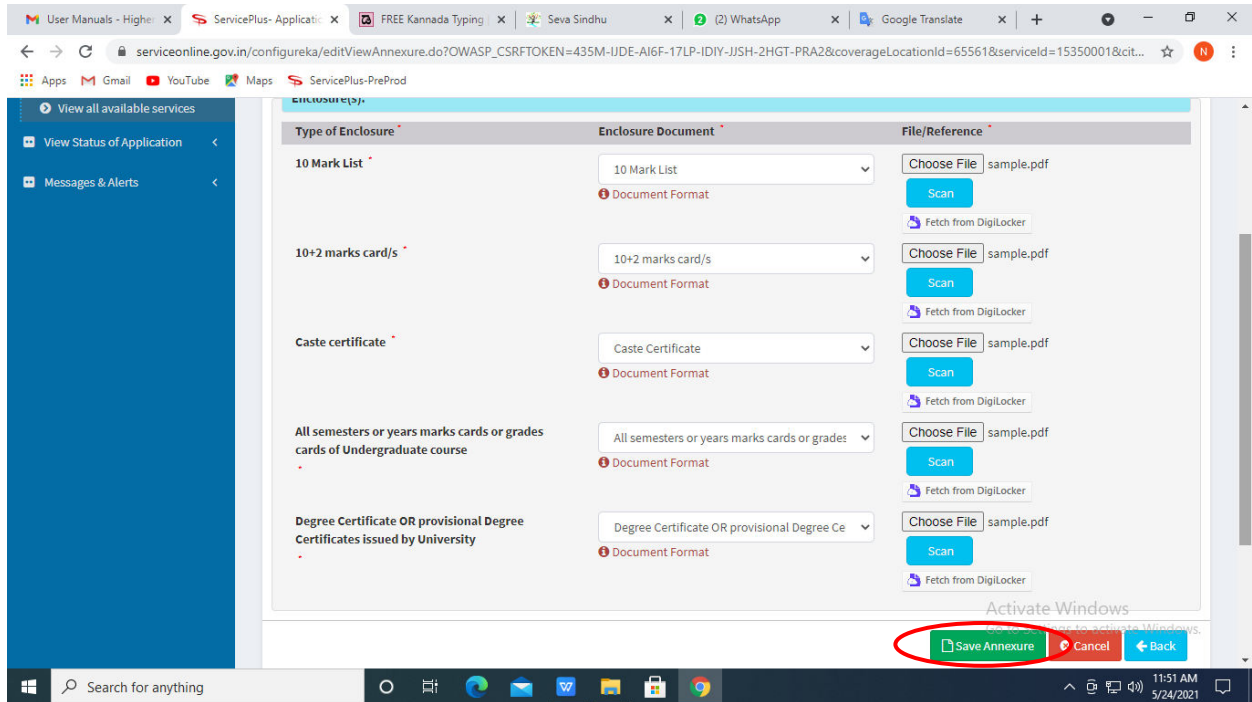 User Manuals - Higher
ServicePlus- Applicatio
FREE Kannada Typing
Seva Sindhu
(2) WhatsApp
Google Translate
serviceonline.gov.in/configureka/editViewAnnexure.do?OWASP_CSRFTOKEN=435M-IJDE-AI6F-17LP-IDIY-JJSH-2HGT-PRA2&coverageLocationId=65561&serviceId=15350001&cit...
N
Apps
Gmail
YouTube
Maps
ServicePlus-PreProd
View all available services
View Status of Application
Messages & Alerts
Enclosure(s):
Type of Enclosure *
Enclosure Document *
File/Reference *
10 Mark List *
10 Mark List
Document Format
Choose File sample.pdf
Scan
Fetch from DigiLocker
10+2 marks card/s *
10+2 marks card/s
Document Format
Choose File sample.pdf
Scan
Fetch from DigiLocker
Caste certificate *
Caste Certificate
Document Format
Choose File sample.pdf
Scan
Fetch from DigiLocker
All semesters or years marks cards or grades
cards of Undergraduate course
*
All semesters or years marks cards or grades
Document Format
Choose File sample.pdf
Scan
Fetch from DigiLocker
Degree Certificate OR provisional Degree
Certificates issued by University
*
Degree Certificate OR provisional Degree Ce
Document Format
Choose File sample.pdf
Scan
Fetch from DigiLocker
Activate Windows
Go to Settings to activate Windows.
Save Annexure
Cancel
Back
Search for anything
11:51 AM
5/24/2021